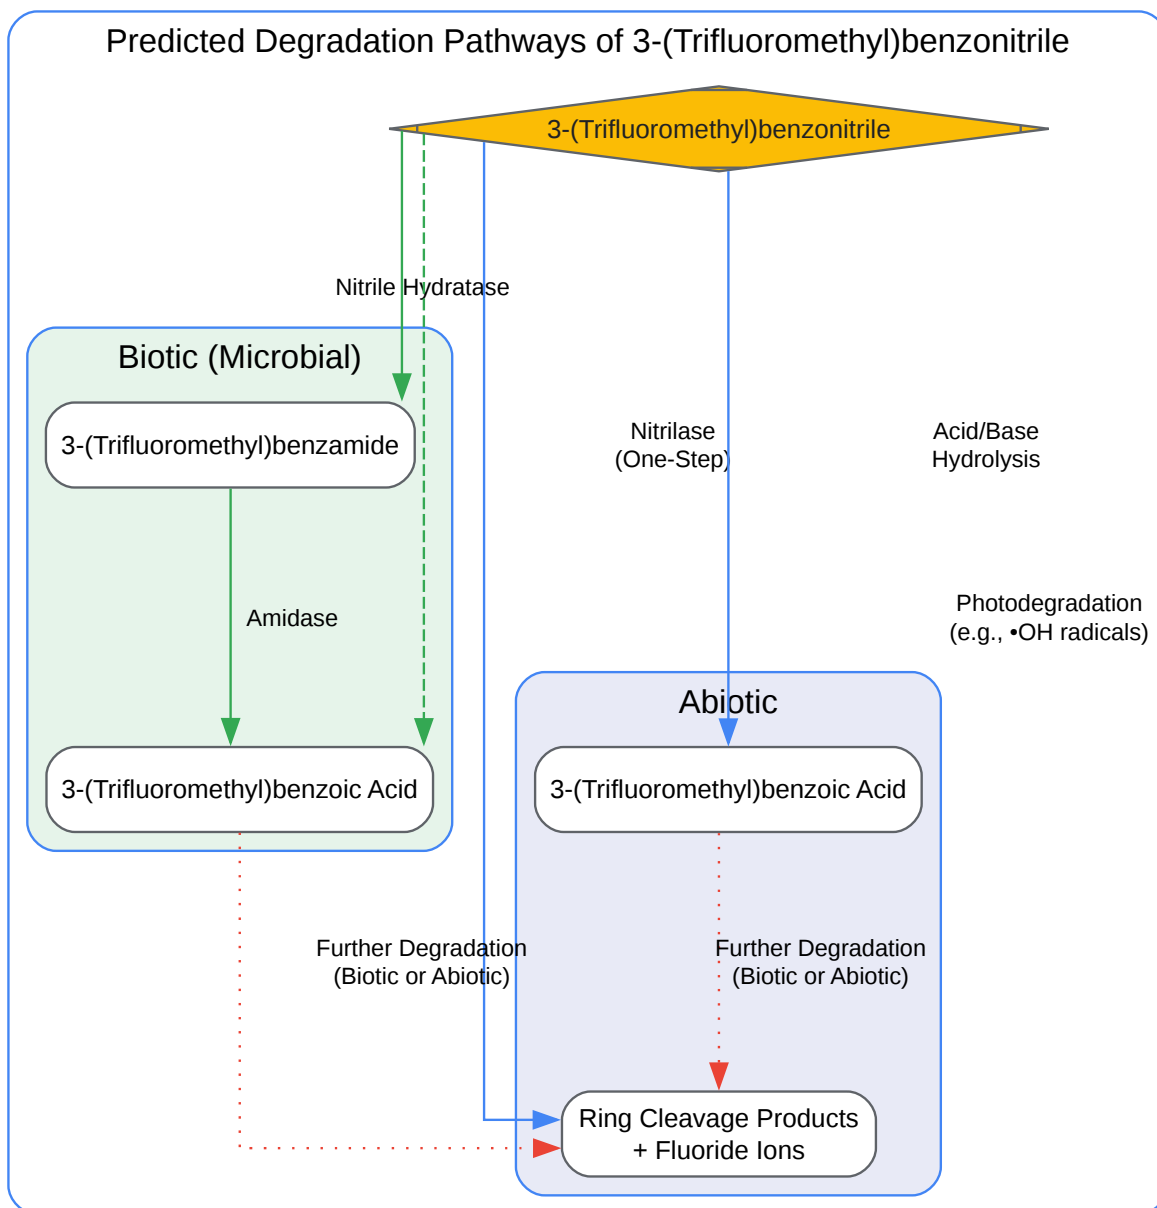 Predicted Degradation Pathways of 3-(Trifluoromethyl)benzonitrile
3-(Trifluoromethyl)benzonitrile
Nitrile Hydratase
Biotic (Microbial)
3-(Trifluoromethyl)benzamide
Nitrilase
(One-Step)
Acid/Base
Hydrolysis
Amidase
Photodegradation
(e.g., •OH radicals)
Abiotic
3-(Trifluoromethyl)benzoic Acid
3-(Trifluoromethyl)benzoic Acid
Further Degradation
(Biotic or Abiotic)
Further Degradation
(Biotic or Abiotic)
Ring Cleavage Products
+ Fluoride Ions